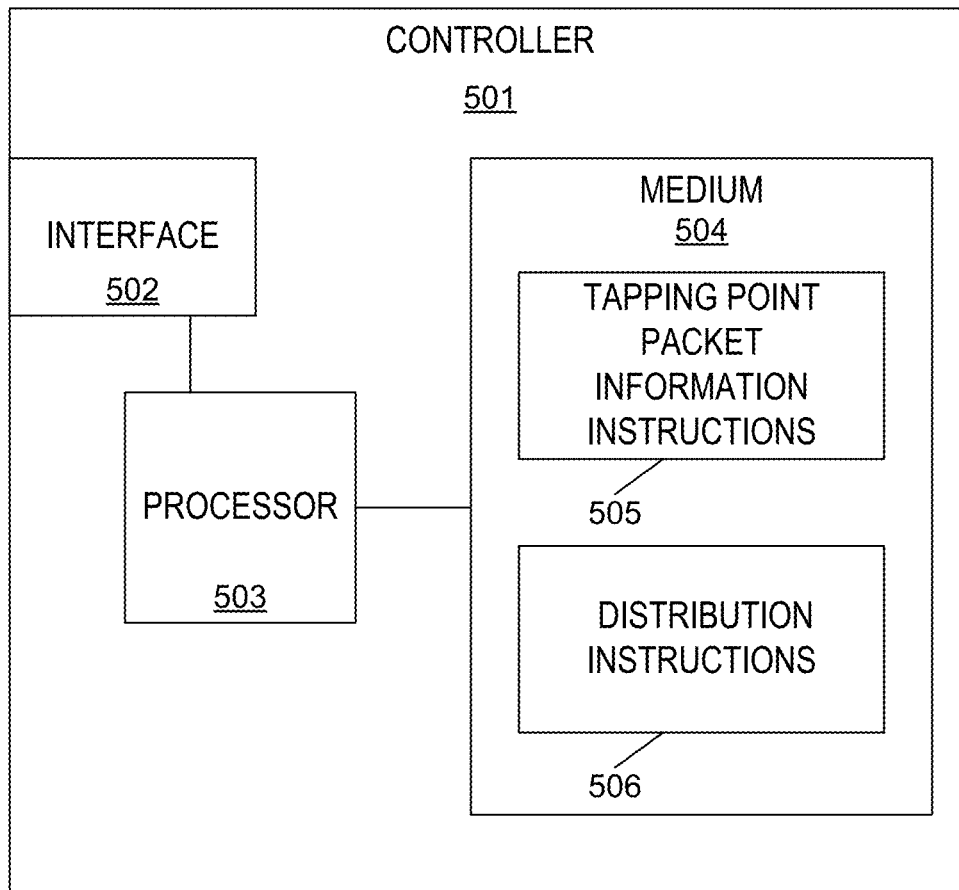 CONTROLLER
501
INTERFACE
502
PROCESSOR
503
MEDIUM
504
TAPPING POINT
PACKET
INFORMATION
INSTRUCTIONS
505
DISTRIBUTION
INSTRUCTIONS
506